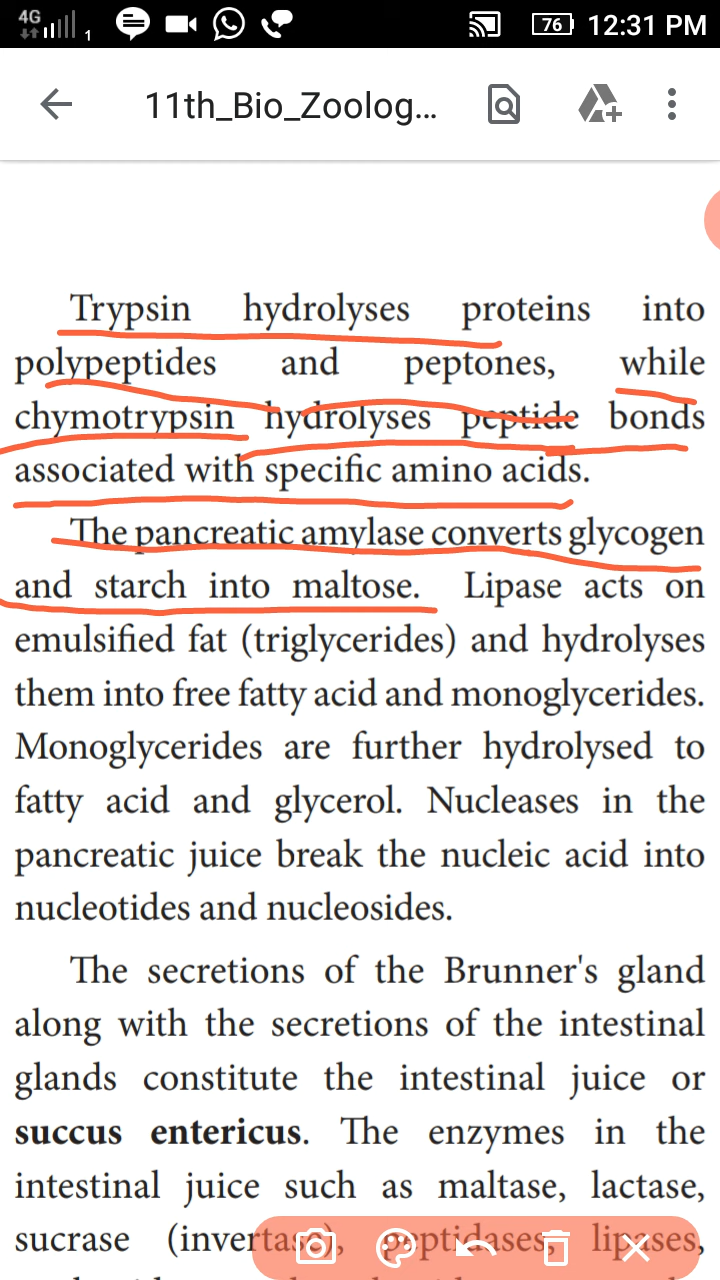 4G 1 76 12:31 PM
11th_Bio_Zoolog...
Trypsin hydrolyses proteins into
polypeptides and peptones, while
chymotrypsin hydrolyses peptide bonds
associated with specific amino acids.
The pancreatic amylase converts glycogen
and starch into maltose. Lipase acts on
emulsified fat (triglycerides) and hydrolyses
them into free fatty acid and monoglycerides.
Monoglycerides are further hydrolysed to
fatty acid and glycerol. Nucleases in the
pancreatic juice break the nucleic acid into
nucleotides and nucleosides.
The secretions of the Brunner's gland
along with the secretions of the intestinal
glands constitute the intestinal juice or
succus entericus. The enzymes in the
intestinal juice such as maltase, lactase,
sucrase (invertase), peptidases, lipases,